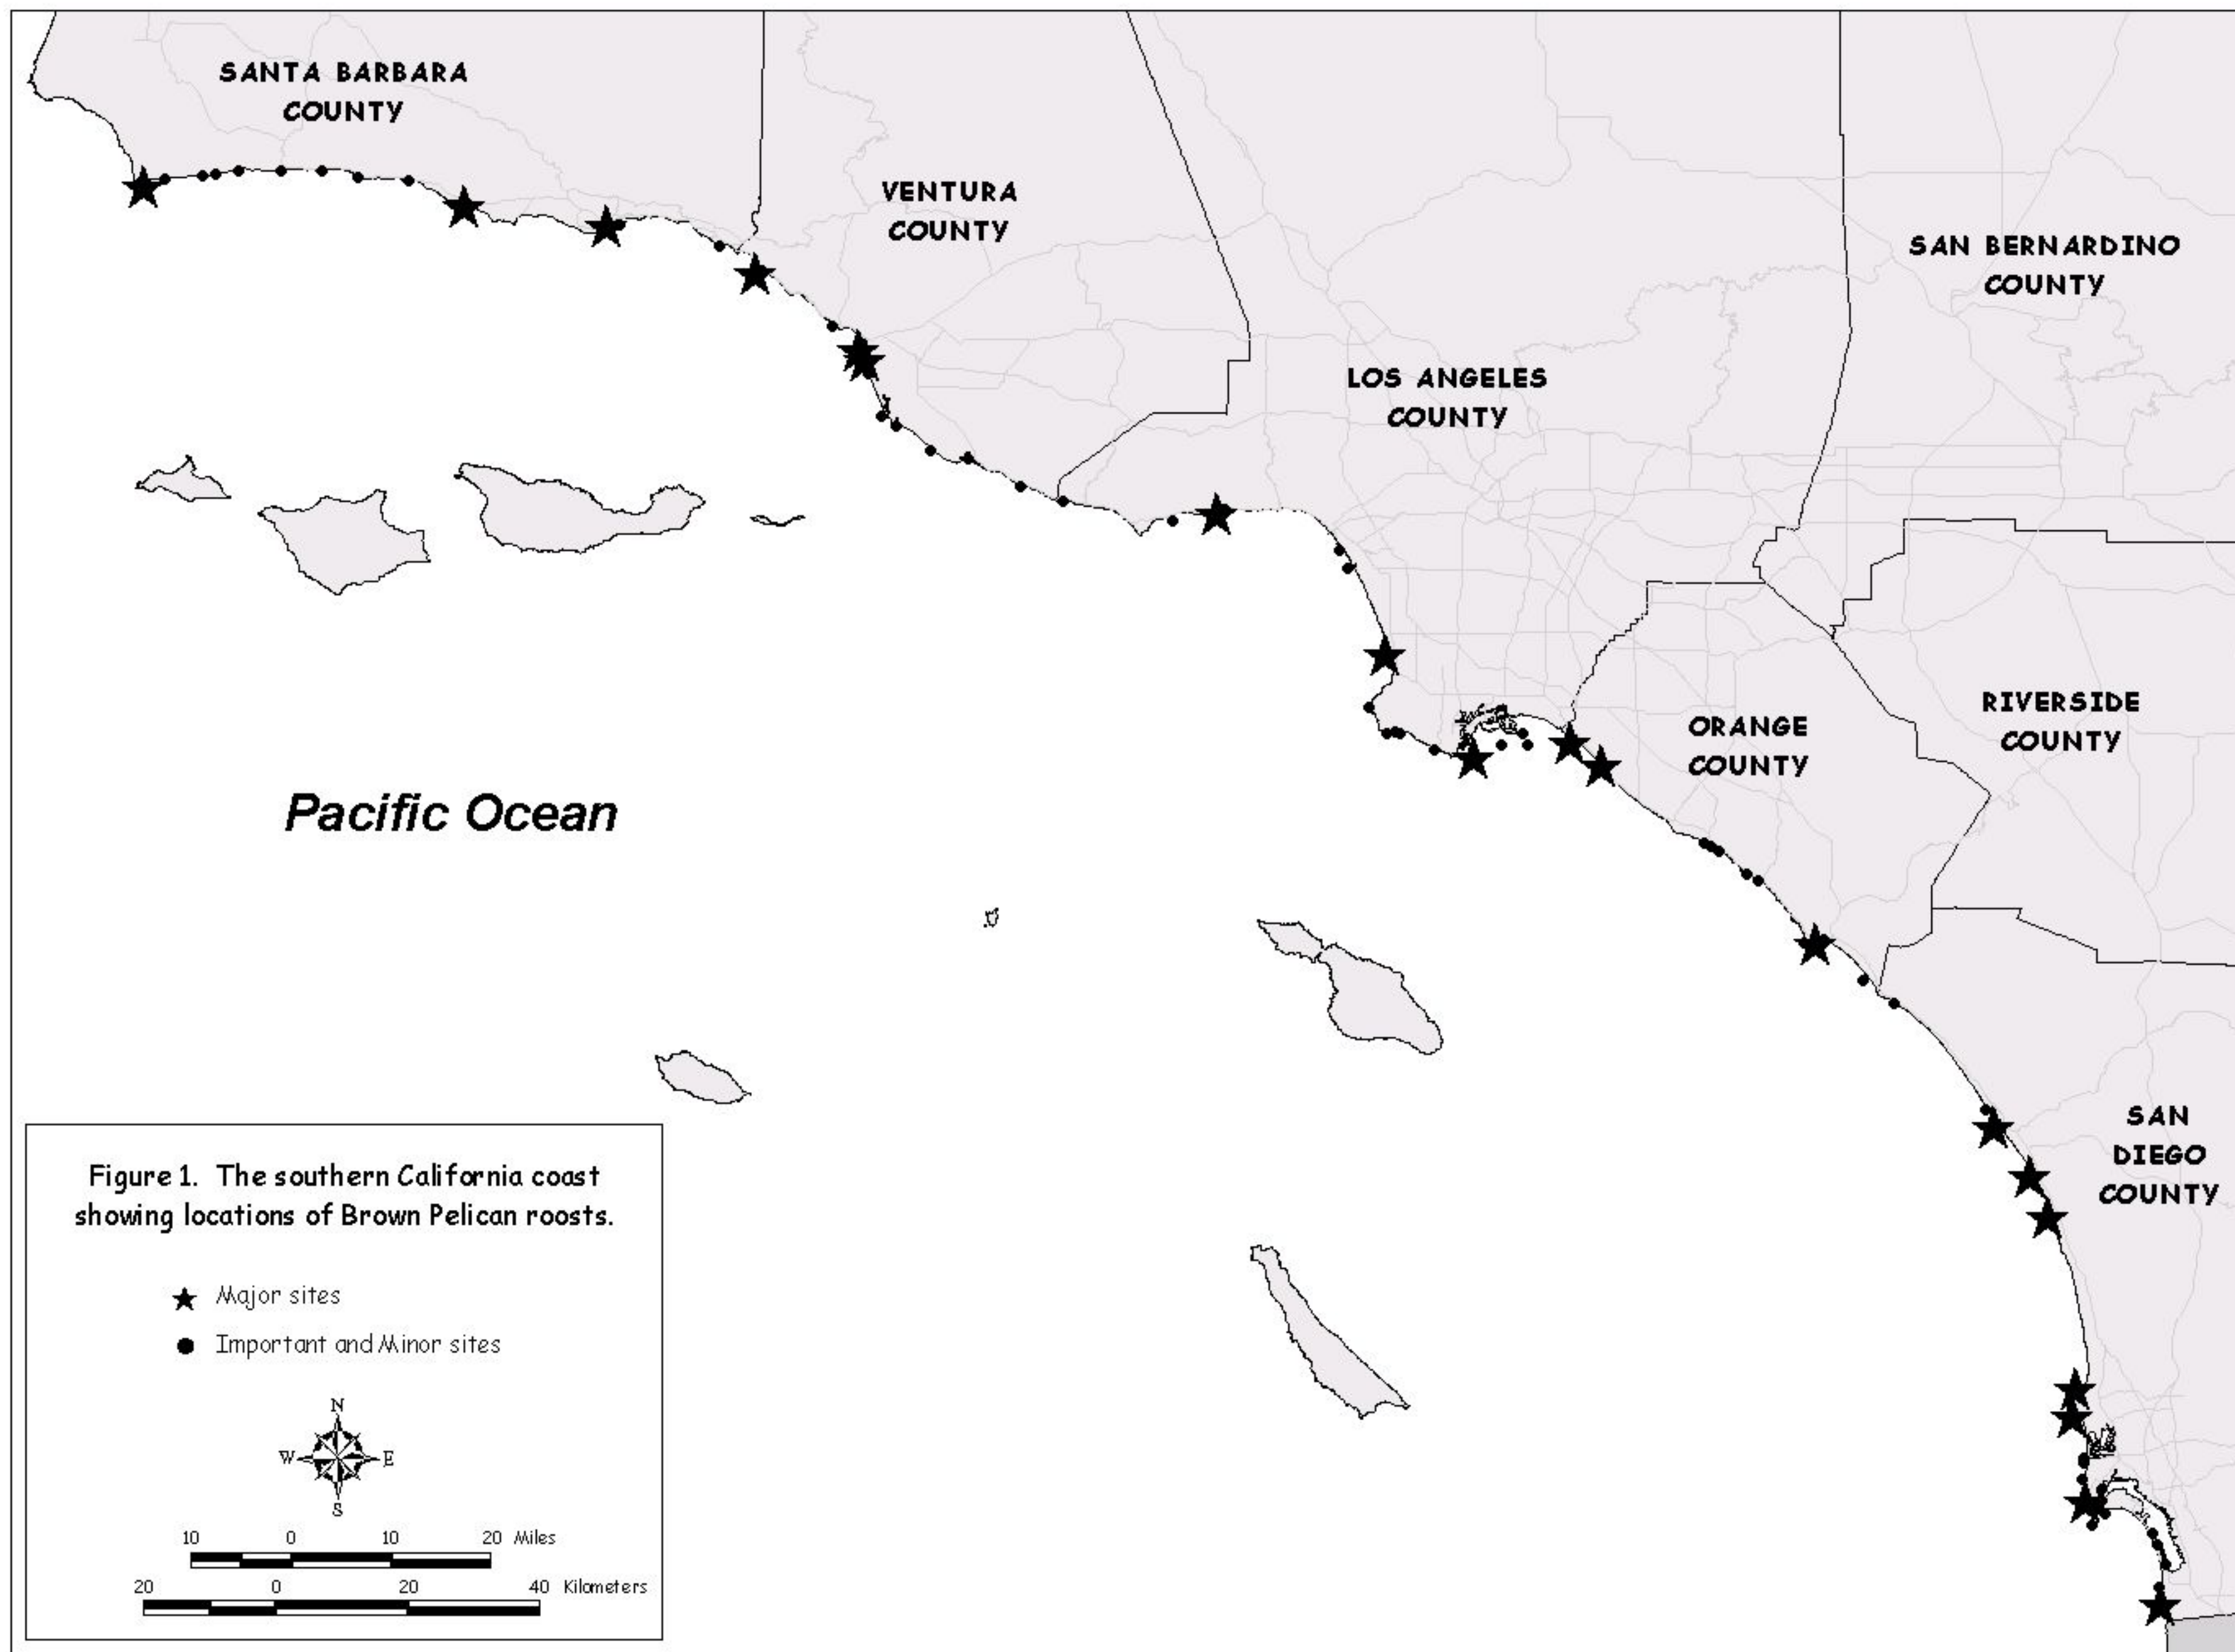 SANTA BARBARA
COUNTY
VENTURA
COUNTY
SAN BERNARDINO
COUNTY
LOS ANGELES
COUNTY
RIVERSIDE
COUNTY
ORANGE
COUNTY
Pacific Ocean
SAN
DIEGO
COUNTY
Figure 1. The southern California coast
showing locations of Brown Pelican roosts.
Major sites
Important and Minor sites
N
W E
S
10 0 10 20 Miles
20 0 20 40 Kilometers